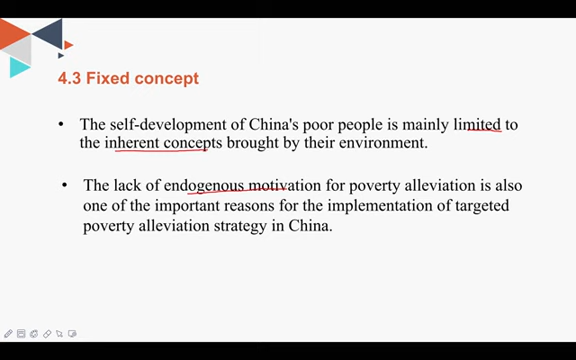 4.3 Fixed concept
• The self-development of China's poor people is mainly limited to
the inherent concepts brought by their environment.
• The lack of endogenous motivation for poverty alleviation is also
one of the important reasons for the implementation of targeted
poverty alleviation strategy in China.